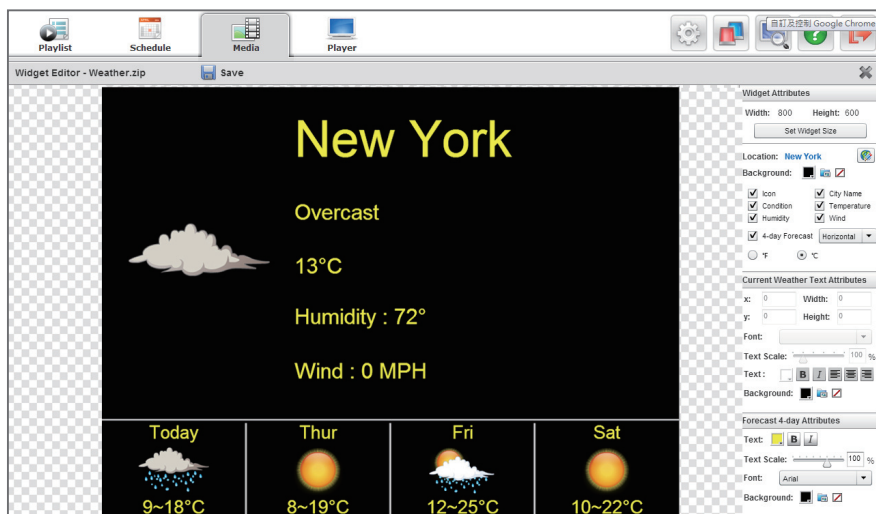 自訂及控制 Google Chrome
Playlist
Schedule
Media
Player
Widget Editor - Weather.zip
Save
New York
Overcast
13°C
Humidity : 72°
Wind : 0 MPH
Today
Thur
Fri
Sat
9~18°C
8~19°C
12~25°C
10~22°C
Widget Attributes
Width: 800 Height: 600
Set Widget Size
Location: New York
Background:
Icon City Name
Condition Temperature
Humidity Wind
4-day Forecast Horizontal
°F °C
Current Weather Text Attributes
x: 0 Width: 0
y: 0 Height: 0
Font:
Text Scale: 100 %
Text : B I
Background:
Forecast 4-day Attributes
Text: B I
Text Scale: 100 %
Font: Arial
Background: